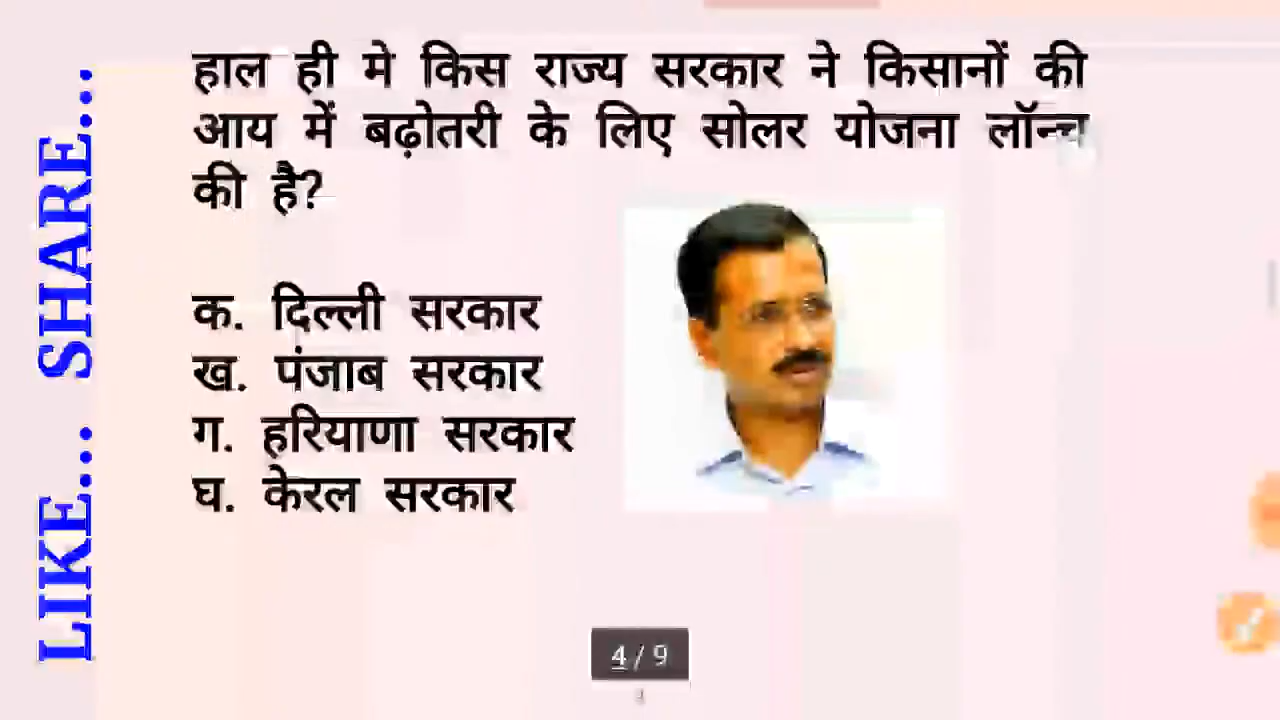 हाल ही मे किस राज्य सरकार ने किसानों की
आय में बढ़ोतरी के लिए सोलर योजना लॉन्च
की है?
क. दिल्ली सरकार
ख. पंजाब सरकार
ग. हरियाणा सरकार
घ. केरल सरकार
LIKE... SHARE...
4 / 9